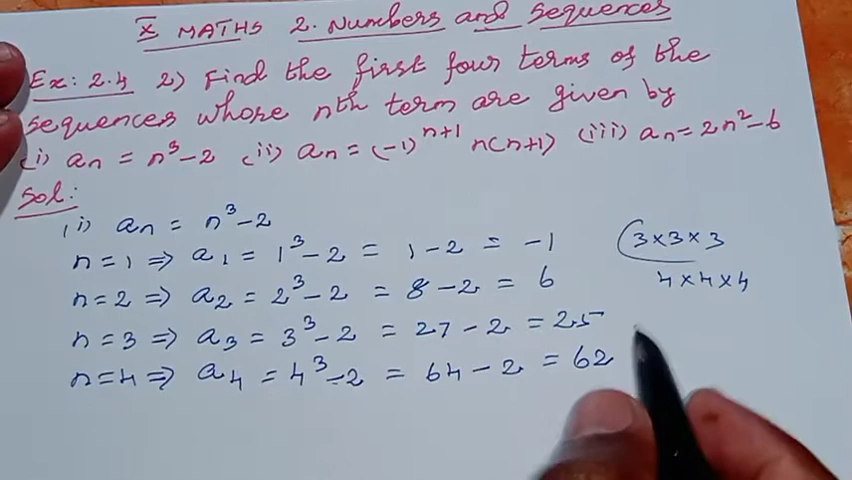 X MATHS 2. Numbers and Sequences
Ex: 2.4 2) Find the first four terms of the
sequences whose nth term are given by
(i) aₙ = n³-2 (ii) aₙ = (-1)ⁿ⁺¹ n(n+1) (iii) aₙ = 2n²-6
Sol:
(i) aₙ = n³-2
n=1 => a₁ = 1³-2 = 1-2 = -1
3×3×3
n=2 => a₂ = 2³-2 = 8-2 = 6
4×4×4
n=3 => a₃ = 3³-2 = 27-2 = 25
n=4 => a₄ = 4³-2 = 64-2 = 62